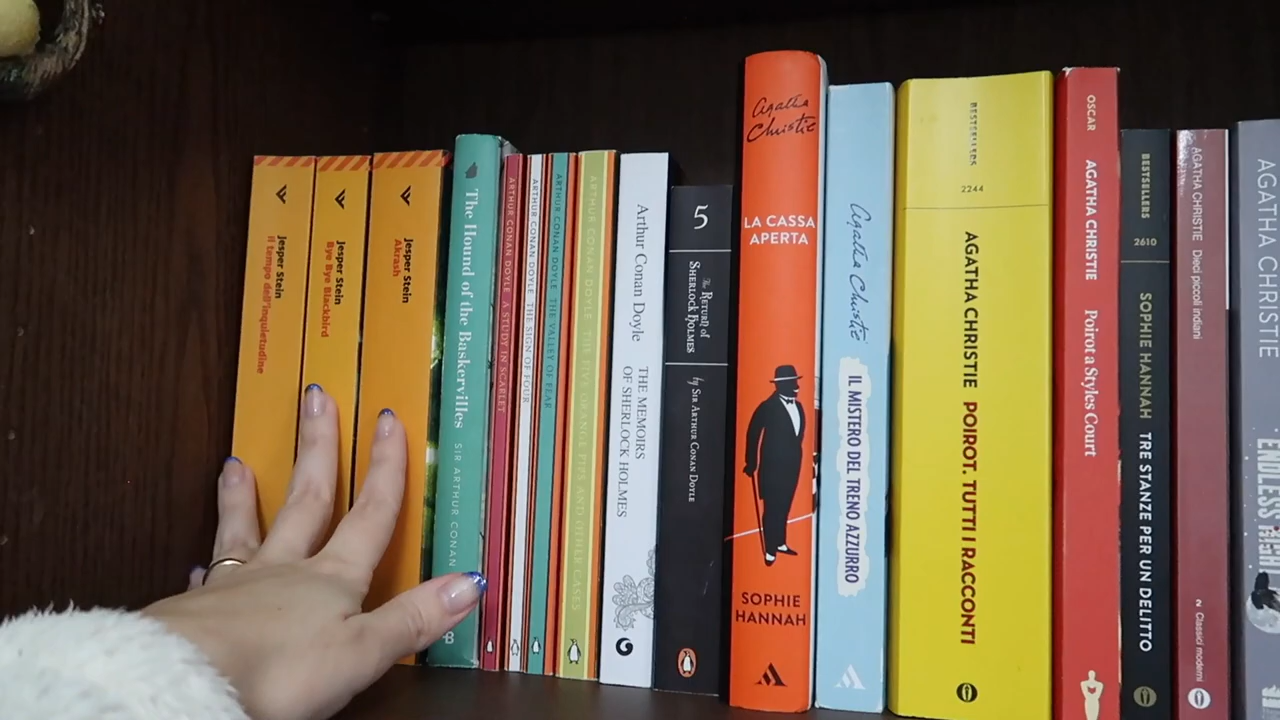 Jesper Stein
Il tempo dell'inquietudine
Jesper Stein
Bye Bye Blackbird
Jesper Stein
Akrash
The Hound of the Baskervilles SIR ARTHUR CONAN
ARTHUR CONAN DOYLE A STUDY IN SCARLET
ARTHUR CONAN DOYLE THE SIGN OF FOUR
ARTHUR CONAN DOYLE THE VALLEY OF FEAR
ARTHUR CONAN DOYLE THE FIVE ORANGE PIPS AND OTHER CASES
Arthur Conan Doyle THE MEMOIRS
OF SHERLOCK HOLMES
5
The RETURN of
SHERLOCK HOLMES
by SIR ARTHUR CONAN DOYLE
Agatha
Christie
LA CASSA
APERTA
SOPHIE
HANNAH
Agatha Christie
IL MISTERO DEL TRENO AZZURRO
BESTSELLERS
2244
AGATHA CHRISTIE POIROT. TUTTI I RACCONTI
OSCAR AGATHA CHRISTIE Poirot a Styles Court
BESTSELLERS
2610
SOPHIE HANNAH TRE STANZE PER UN DELITTO
AGATHA CHRISTIE Dieci piccoli indiani
2 Classici moderni
AGATHA CHRISTIE
ENDLESS NIGHT